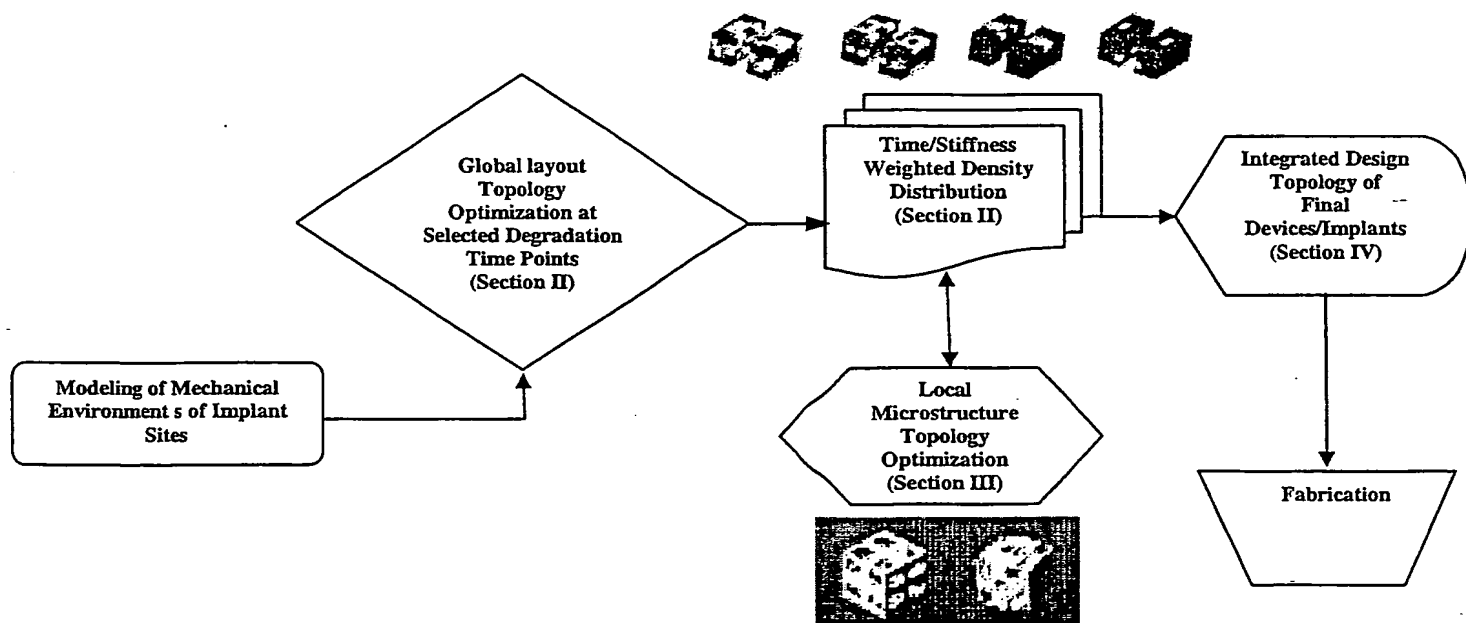 Modeling of Mechanical
Environment s of Implant
Sites
Global layout
Topology
Optimization at
Selected Degradation
Time Points
(Section II)
Time/Stiffness
Weighted Density
Distribution
(Section II)
Local
Microstructure
Topology
Optimization
(Section III)
Integrated Design
Topology of
Final
Devices/Implants
(Section IV)
Fabrication